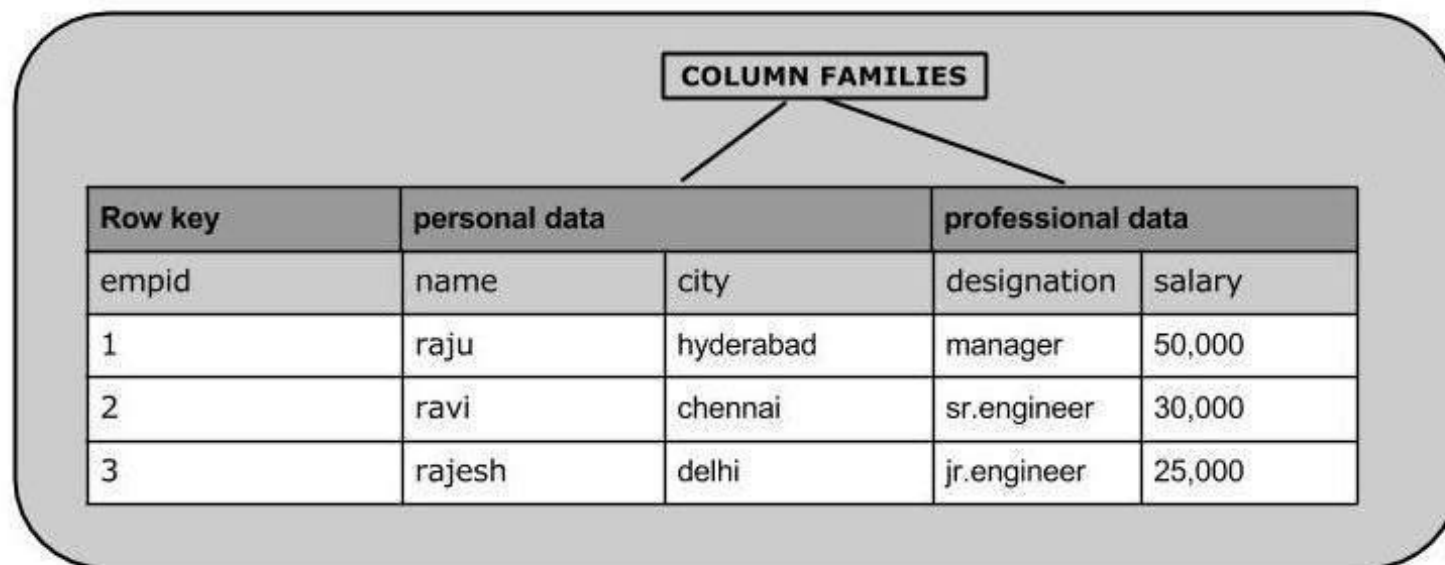 COLUMN FAMILIES
Row key personal data professional data
empid name city designation salary
1 raju hyderabad manager 50,000
2 ravi chennai sr.engineer 30,000
3 rajesh delhi jr.engineer 25,000